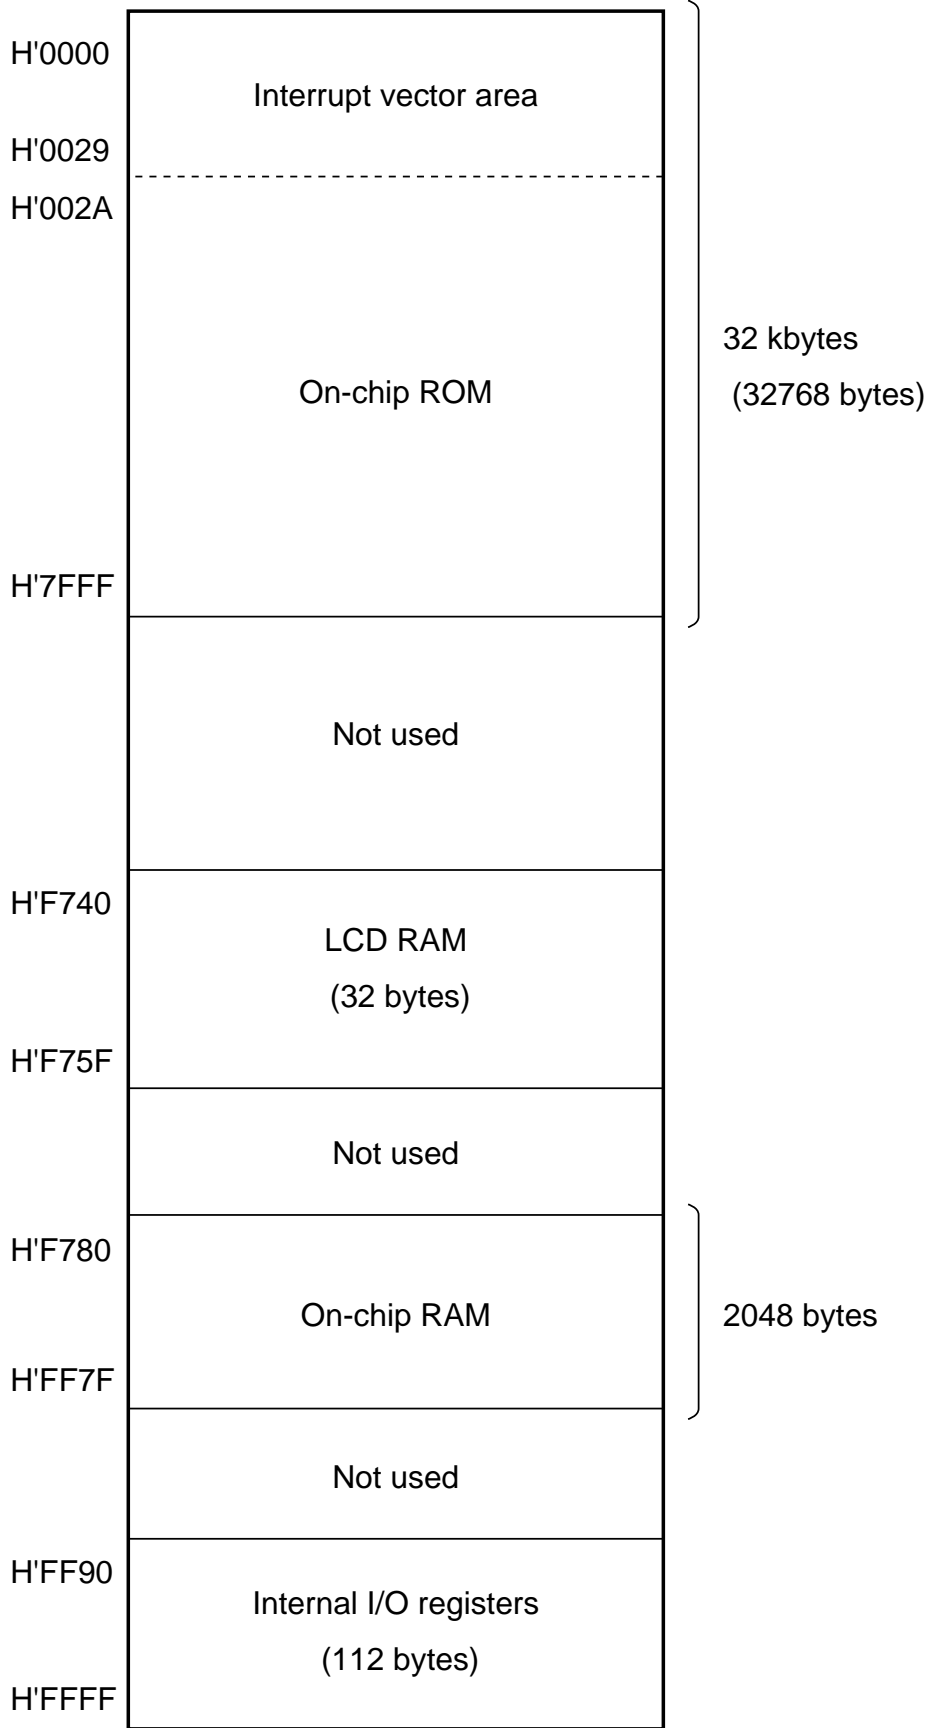 H'0000
Interrupt vector area
H'0029
H'002A
32 kbytes
On-chip ROM
(32768 bytes)
H'7FFF
Not used
H'F740
LCD RAM
(32 bytes)
H'F75F
Not used
H'F780
On-chip RAM
2048 bytes
H'FF7F
Not used
H'FF90
Internal I/O registers
(112 bytes)
H'FFFF